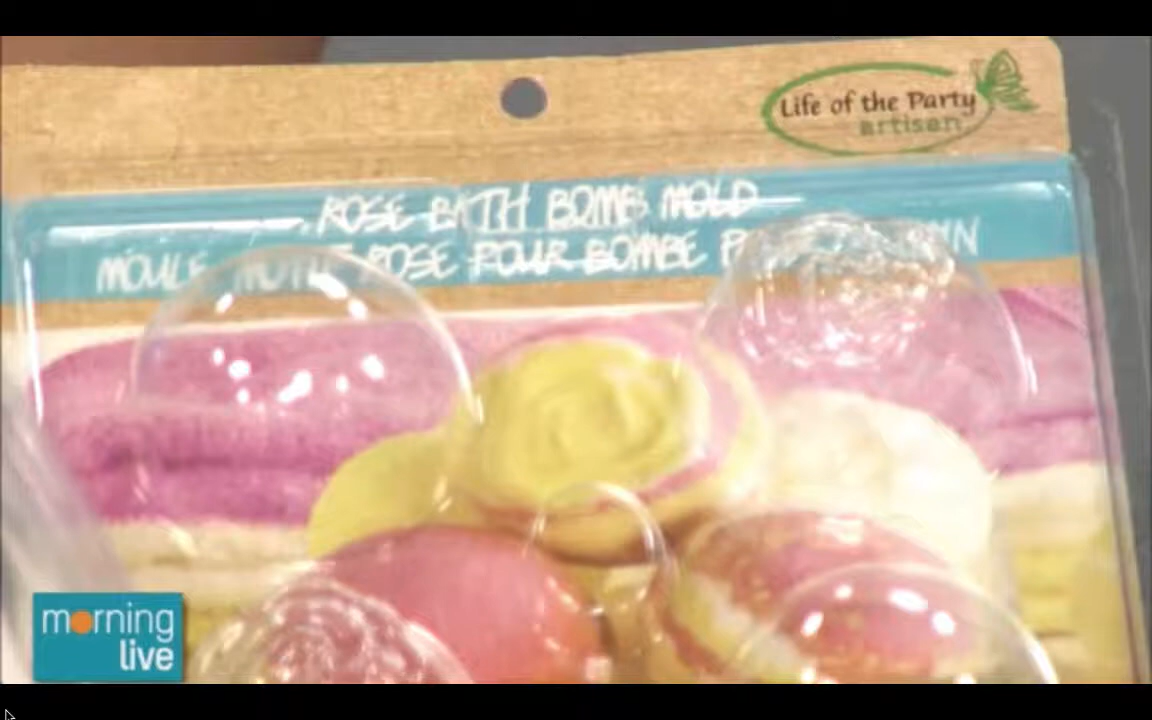 Life of the Party
artisan
ROSE BATH BOMB MOLD
MOULE ROSE POUR BOMBE
morning
live